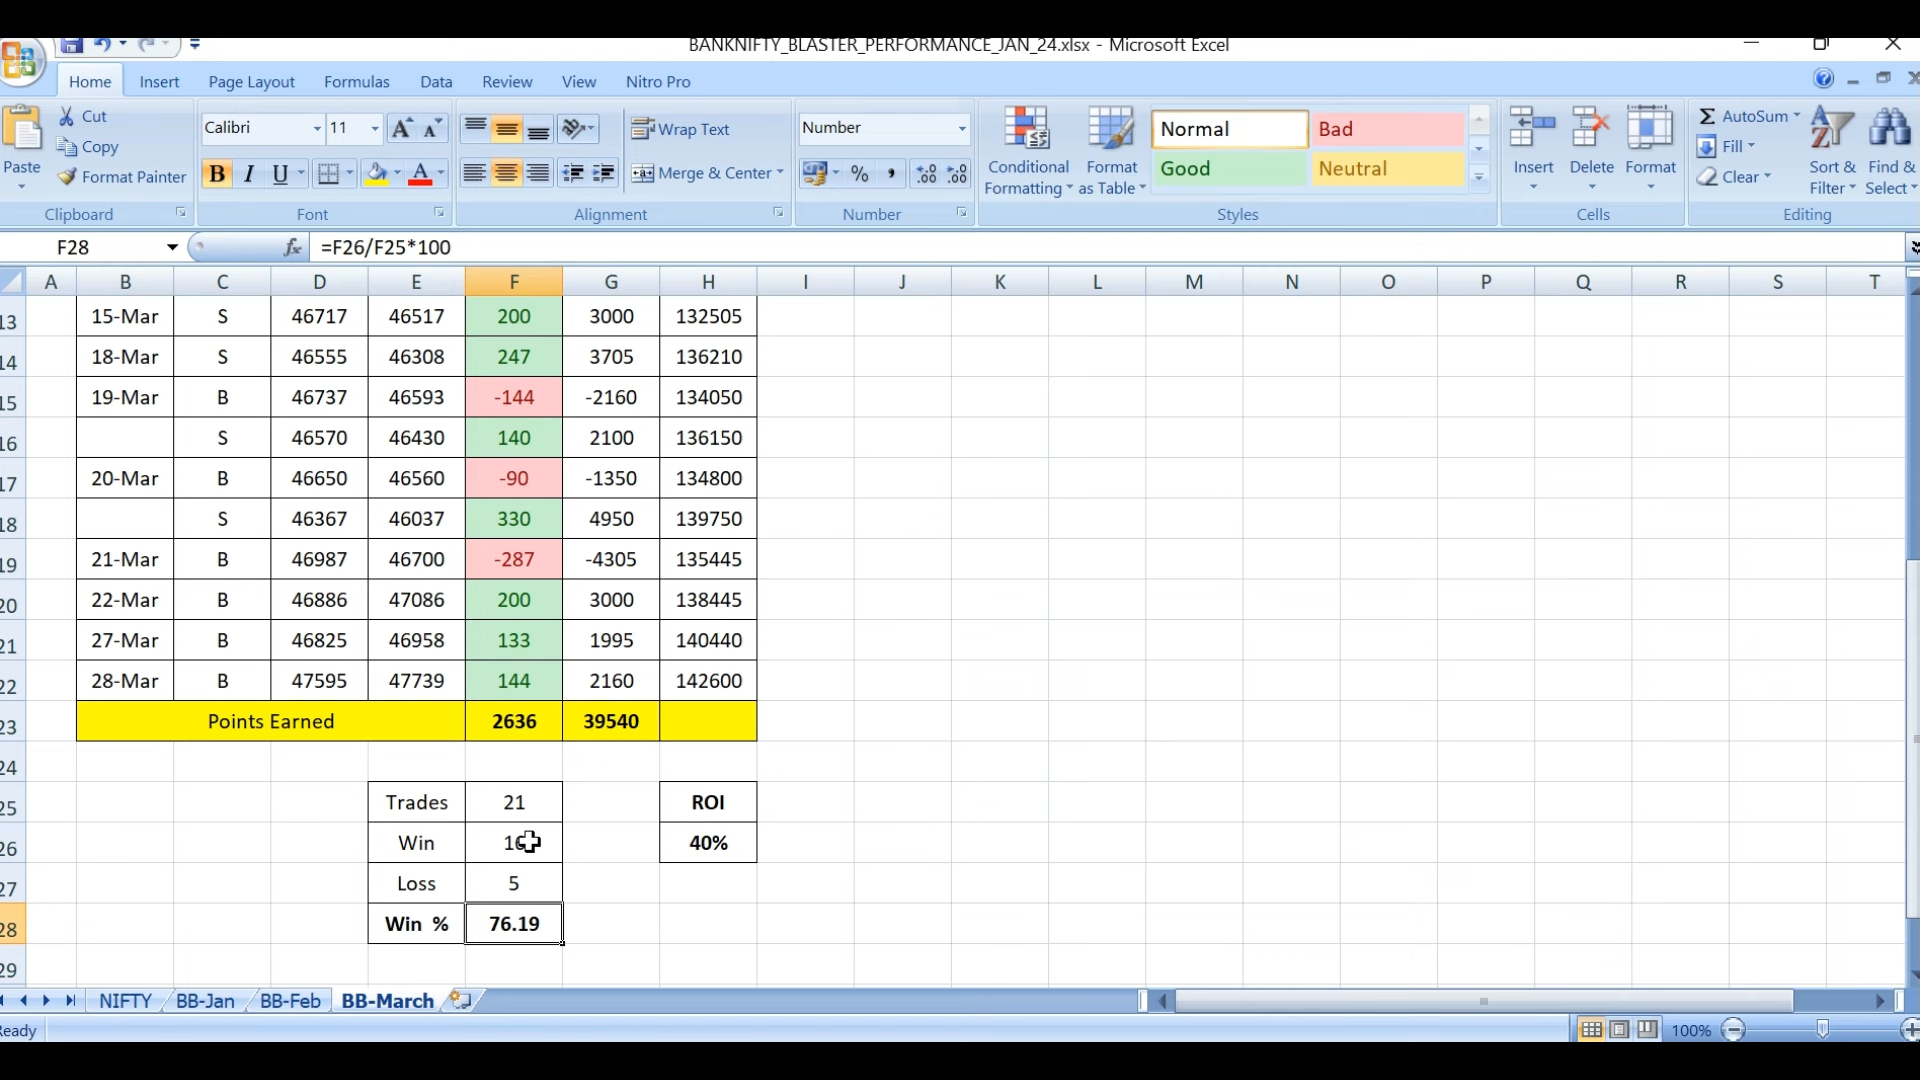 BANKNIFTY_BLASTER_PERFORMANCE_JAN_24.xlsx - Microsoft Excel
Home Insert Page Layout Formulas Data Review View Nitro Pro
Cut
Copy
Format Painter
Paste
Clipboard
Calibri 11
B I U
Font
Wrap Text
Merge & Center
Alignment
Number
%
Number
Conditional Formatting
Format as Table
Normal Bad
Good Neutral
Styles
Insert Delete Format
Cells
AutoSum
Fill
Clear
Sort & Filter
Find & Select
Editing
F28 fx =F26/F25*100
A B C D E F G H I J K L M N O P Q R S T
13 15-Mar S 46717 46517 200 3000 132505
14 18-Mar S 46555 46308 247 3705 136210
15 19-Mar B 46737 46593 -144 -2160 134050
16 S 46570 46430 140 2100 136150
17 20-Mar B 46650 46560 -90 -1350 134800
18 S 46367 46037 330 4950 139750
19 21-Mar B 46987 46700 -287 -4305 135445
20 22-Mar B 46886 47086 200 3000 138445
21 27-Mar B 46825 46958 133 1995 140440
22 28-Mar B 47595 47739 144 2160 142600
23 Points Earned 2636 39540
24
25 Trades 21 ROI
26 Win 16 40%
27 Loss 5
28 Win % 76.19
29
NIFTY BB-Jan BB-Feb BB-March
Ready 100%